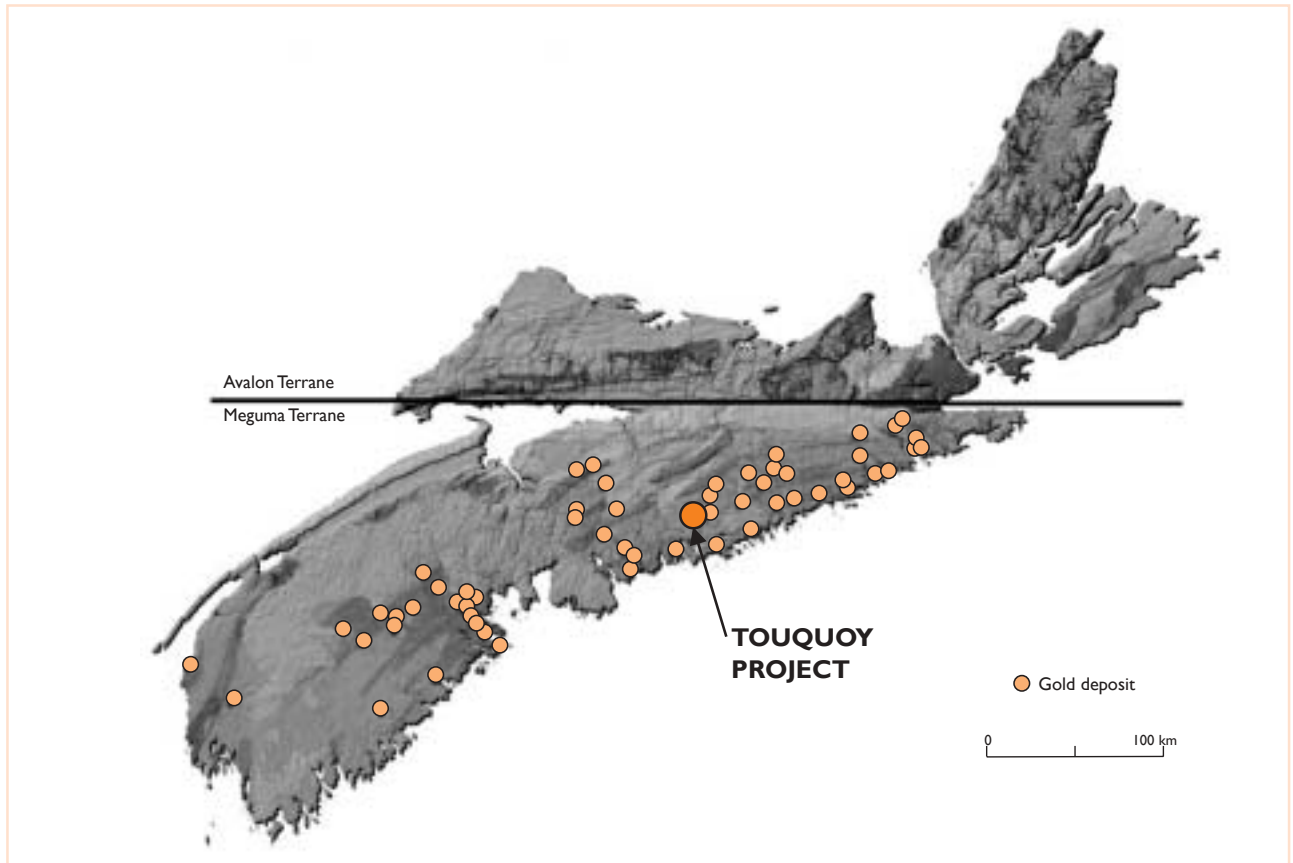 Avalon Terrane
Meguma Terrane
TOUQUOY
PROJECT
Gold deposit
0 100 km